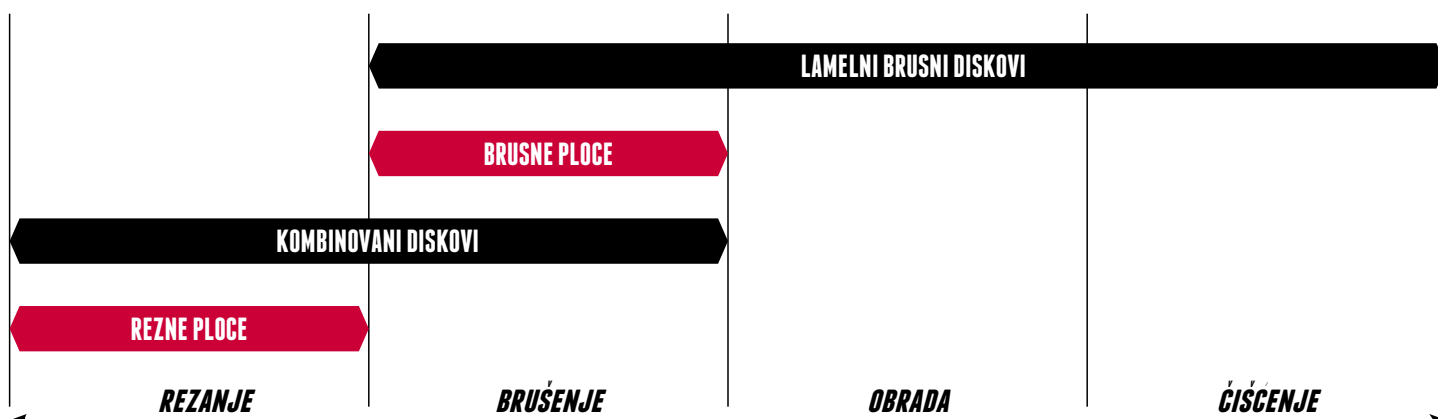 LAMELNI BRUSNI DISKOVI
BRUSNE PLOCE
KOMBINOVANI DISKOVI
REZNE PLOCE
REZANJE
BRUŠENJE
OBRADA
ČIŠĆENJE